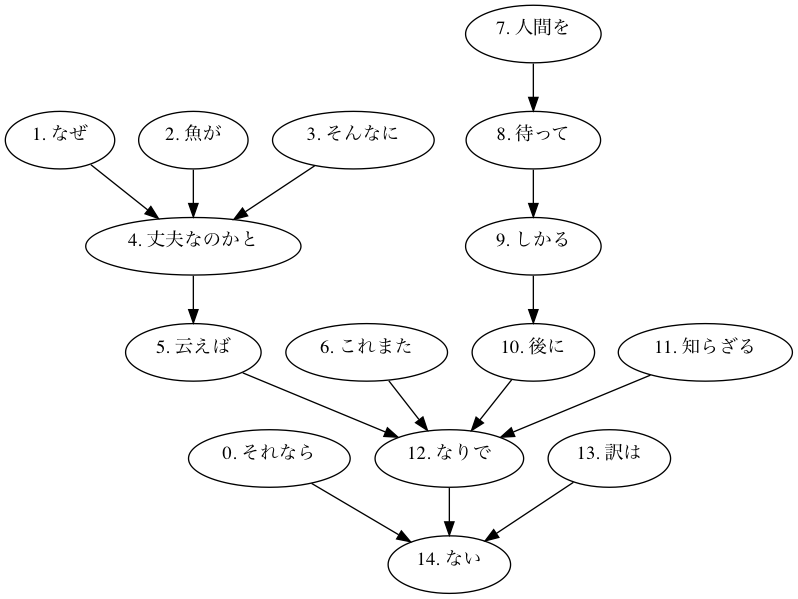 7. 人間を
1. なぜ
2. 魚が
3. そんなに
8. 待って
4. 丈夫なのかと
9. しかる
5. 云えば
6. これまた
10. 後に
11. 知らざる
0. それなら
12. なりで
13. 訳は
14. ない